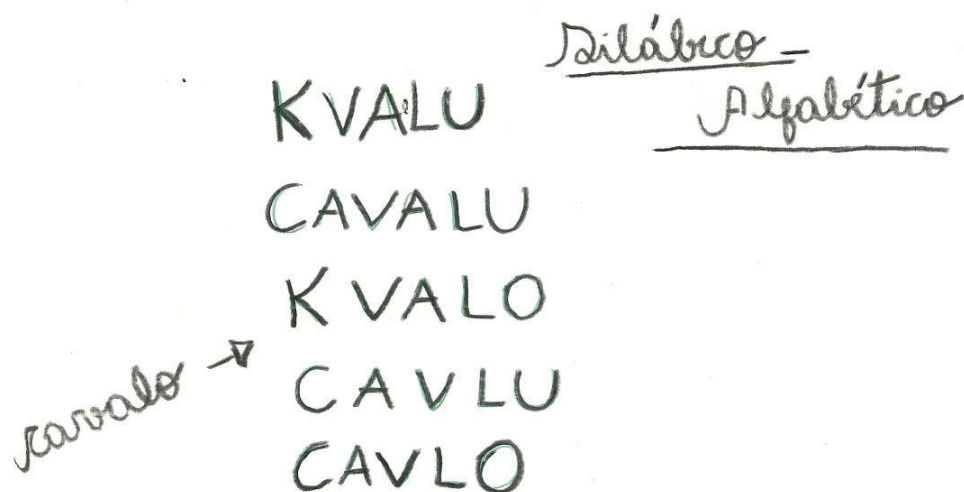 Silábico -
Alfabético
KVALU
CAVALU
KVALO
cavalo →
CAVLU
CAVLO